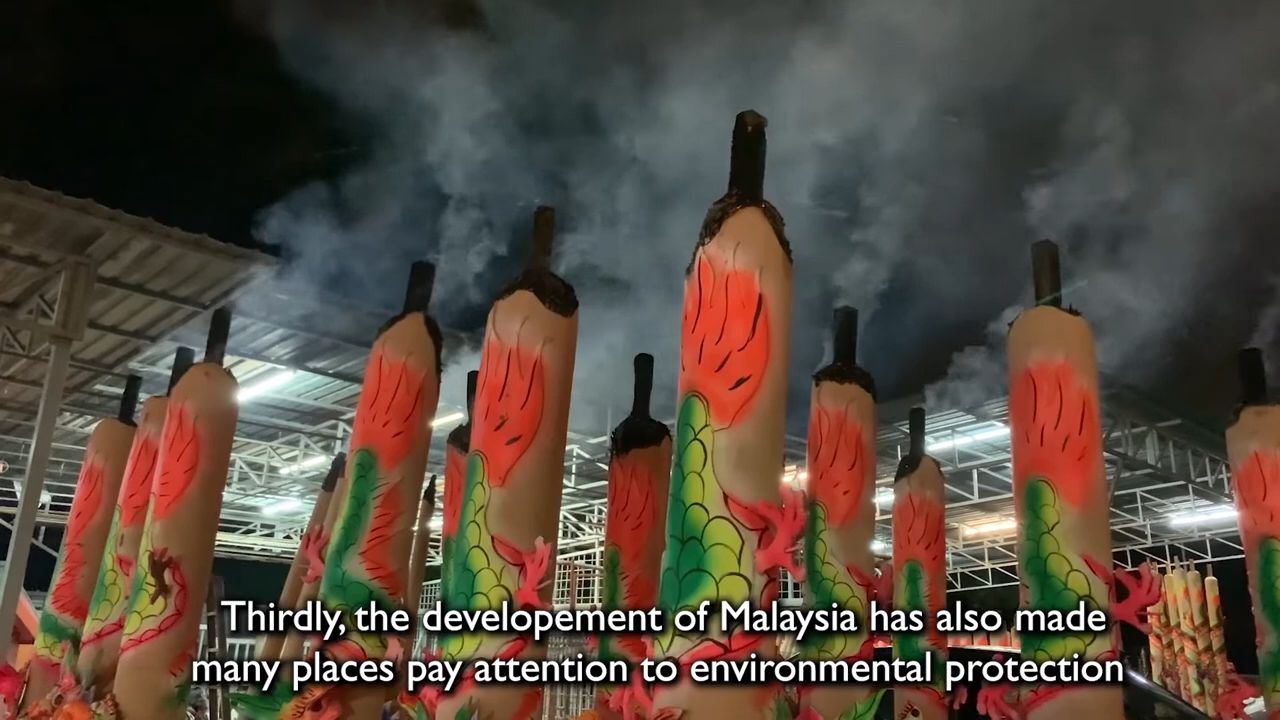 Thirdly, the developement of Malaysia has also made
many places pay attention to environmental protection